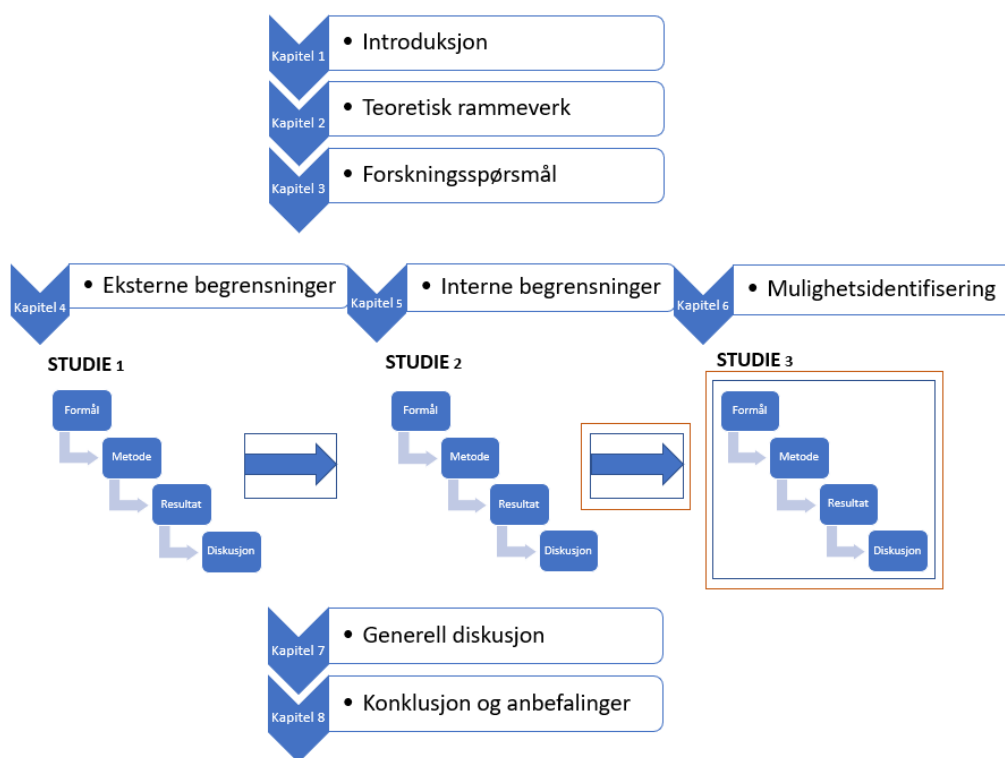 Kapitel 1
• Introduksjon
Kapitel 2
• Teoretisk rammeverk
Kapitel 3
• Forskningsspørsmål
Kapitel 4
• Eksterne begrensninger
Kapitel 5
• Interne begrensninger
Kapitel 6
• Mulighetsidentifisering
STUDIE 1
Formål
Metode
Resultat
Diskusjon
STUDIE 2
Formål
Metode
Resultat
Diskusjon
STUDIE 3
Formål
Metode
Resultat
Diskusjon
Kapitel 7
• Generell diskusjon
Kapitel 8
• Konklusjon og anbefalinger